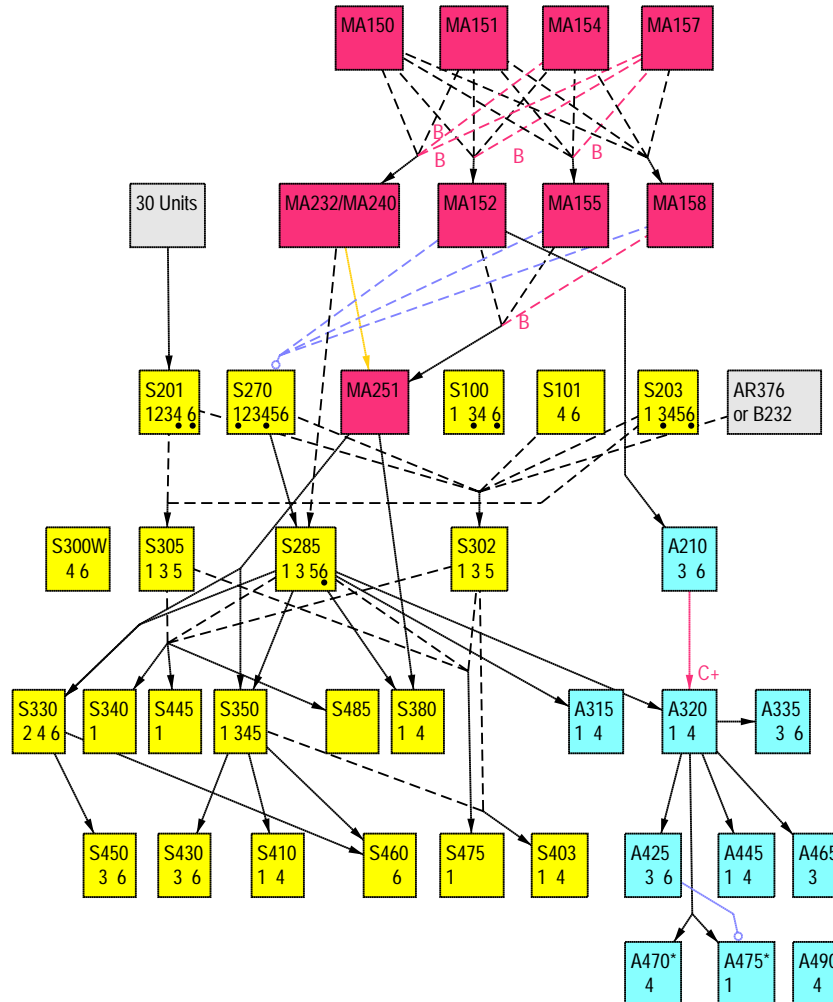 MA150 MA151 MA154 MA157
B
B B B
30 Units MA232/MA240 MA152 MA155 MA158
B
S201 S270 MA251 S100 S101 S203 AR376
1234 6 123456 1 34 6 4 6 1 3456 or B232
S300W S305 S285 S302 A210
4 6 1 3 5 1 3 56 1 3 5 3 6
C+
S330 S340 S445 S350 S485 S380 A315 A320 A335
2 4 6 1 1 1 345 1 4 1 4 1 4 3 6
S450 S430 S410 S460 S475 S403 A425 A445 A465
3 6 3 6 1 4 6 1 1 4 3 6 1 4 3
A470* A475* A490
4 1 4